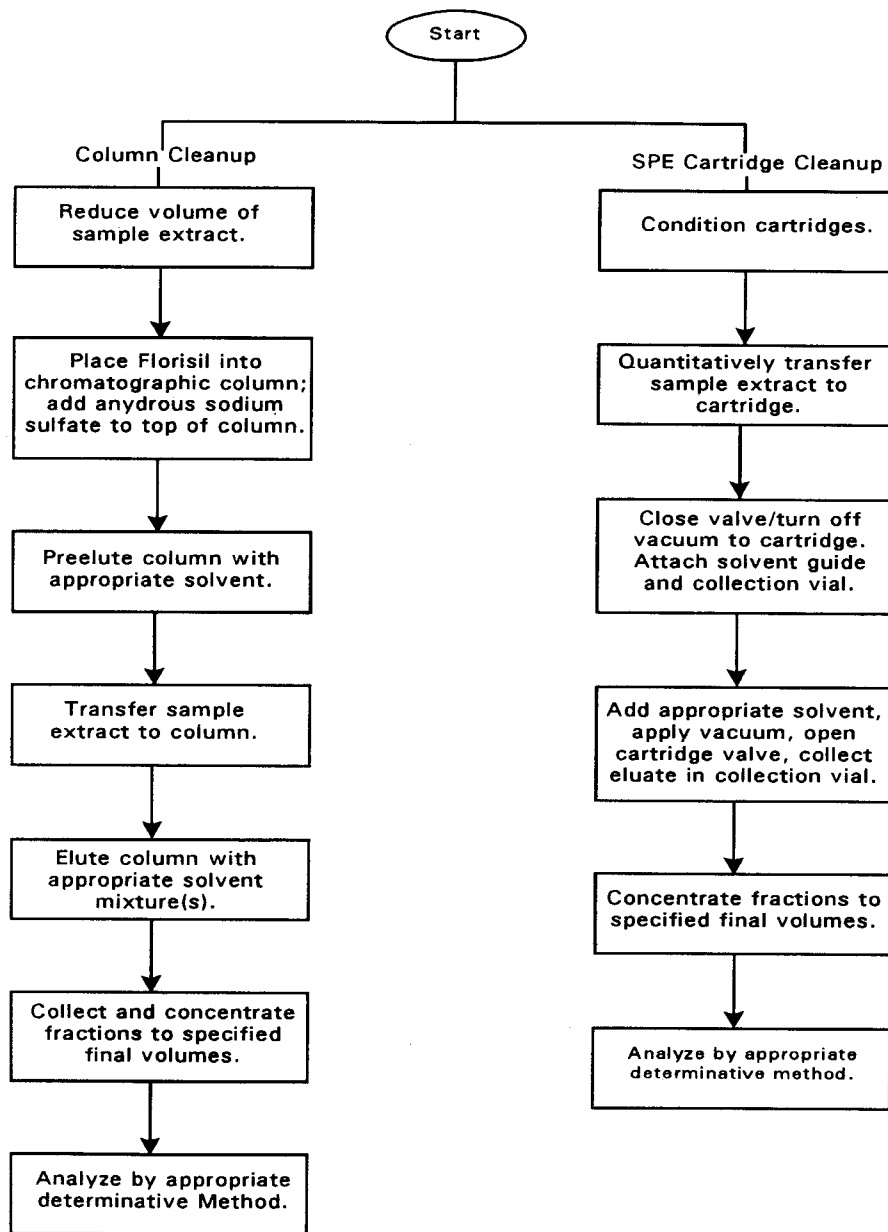 Start
Column Cleanup
Reduce volume of
sample extract.
Place Florisil into
chromatographic column;
add anydrous sodium
sulfate to top of column.
Preelute column with
appropriate solvent.
Transfer sample
extract to column.
Elute column with
appropriate solvent
mixture(s).
Collect and concentrate
fractions to specified
final volumes.
Analyze by appropriate
determinative Method.
SPE Cartridge Cleanup
Condition cartridges.
Quantitatively transfer
sample extract to
cartridge.
Close valve/turn off
vacuum to cartridge.
Attach solvent guide
and collection vial.
Add appropriate solvent,
apply vacuum, open
cartridge valve, collect
eluate in collection vial.
Concentrate fractions to
specified final volumes.
Analyze by appropriate
determinative method.